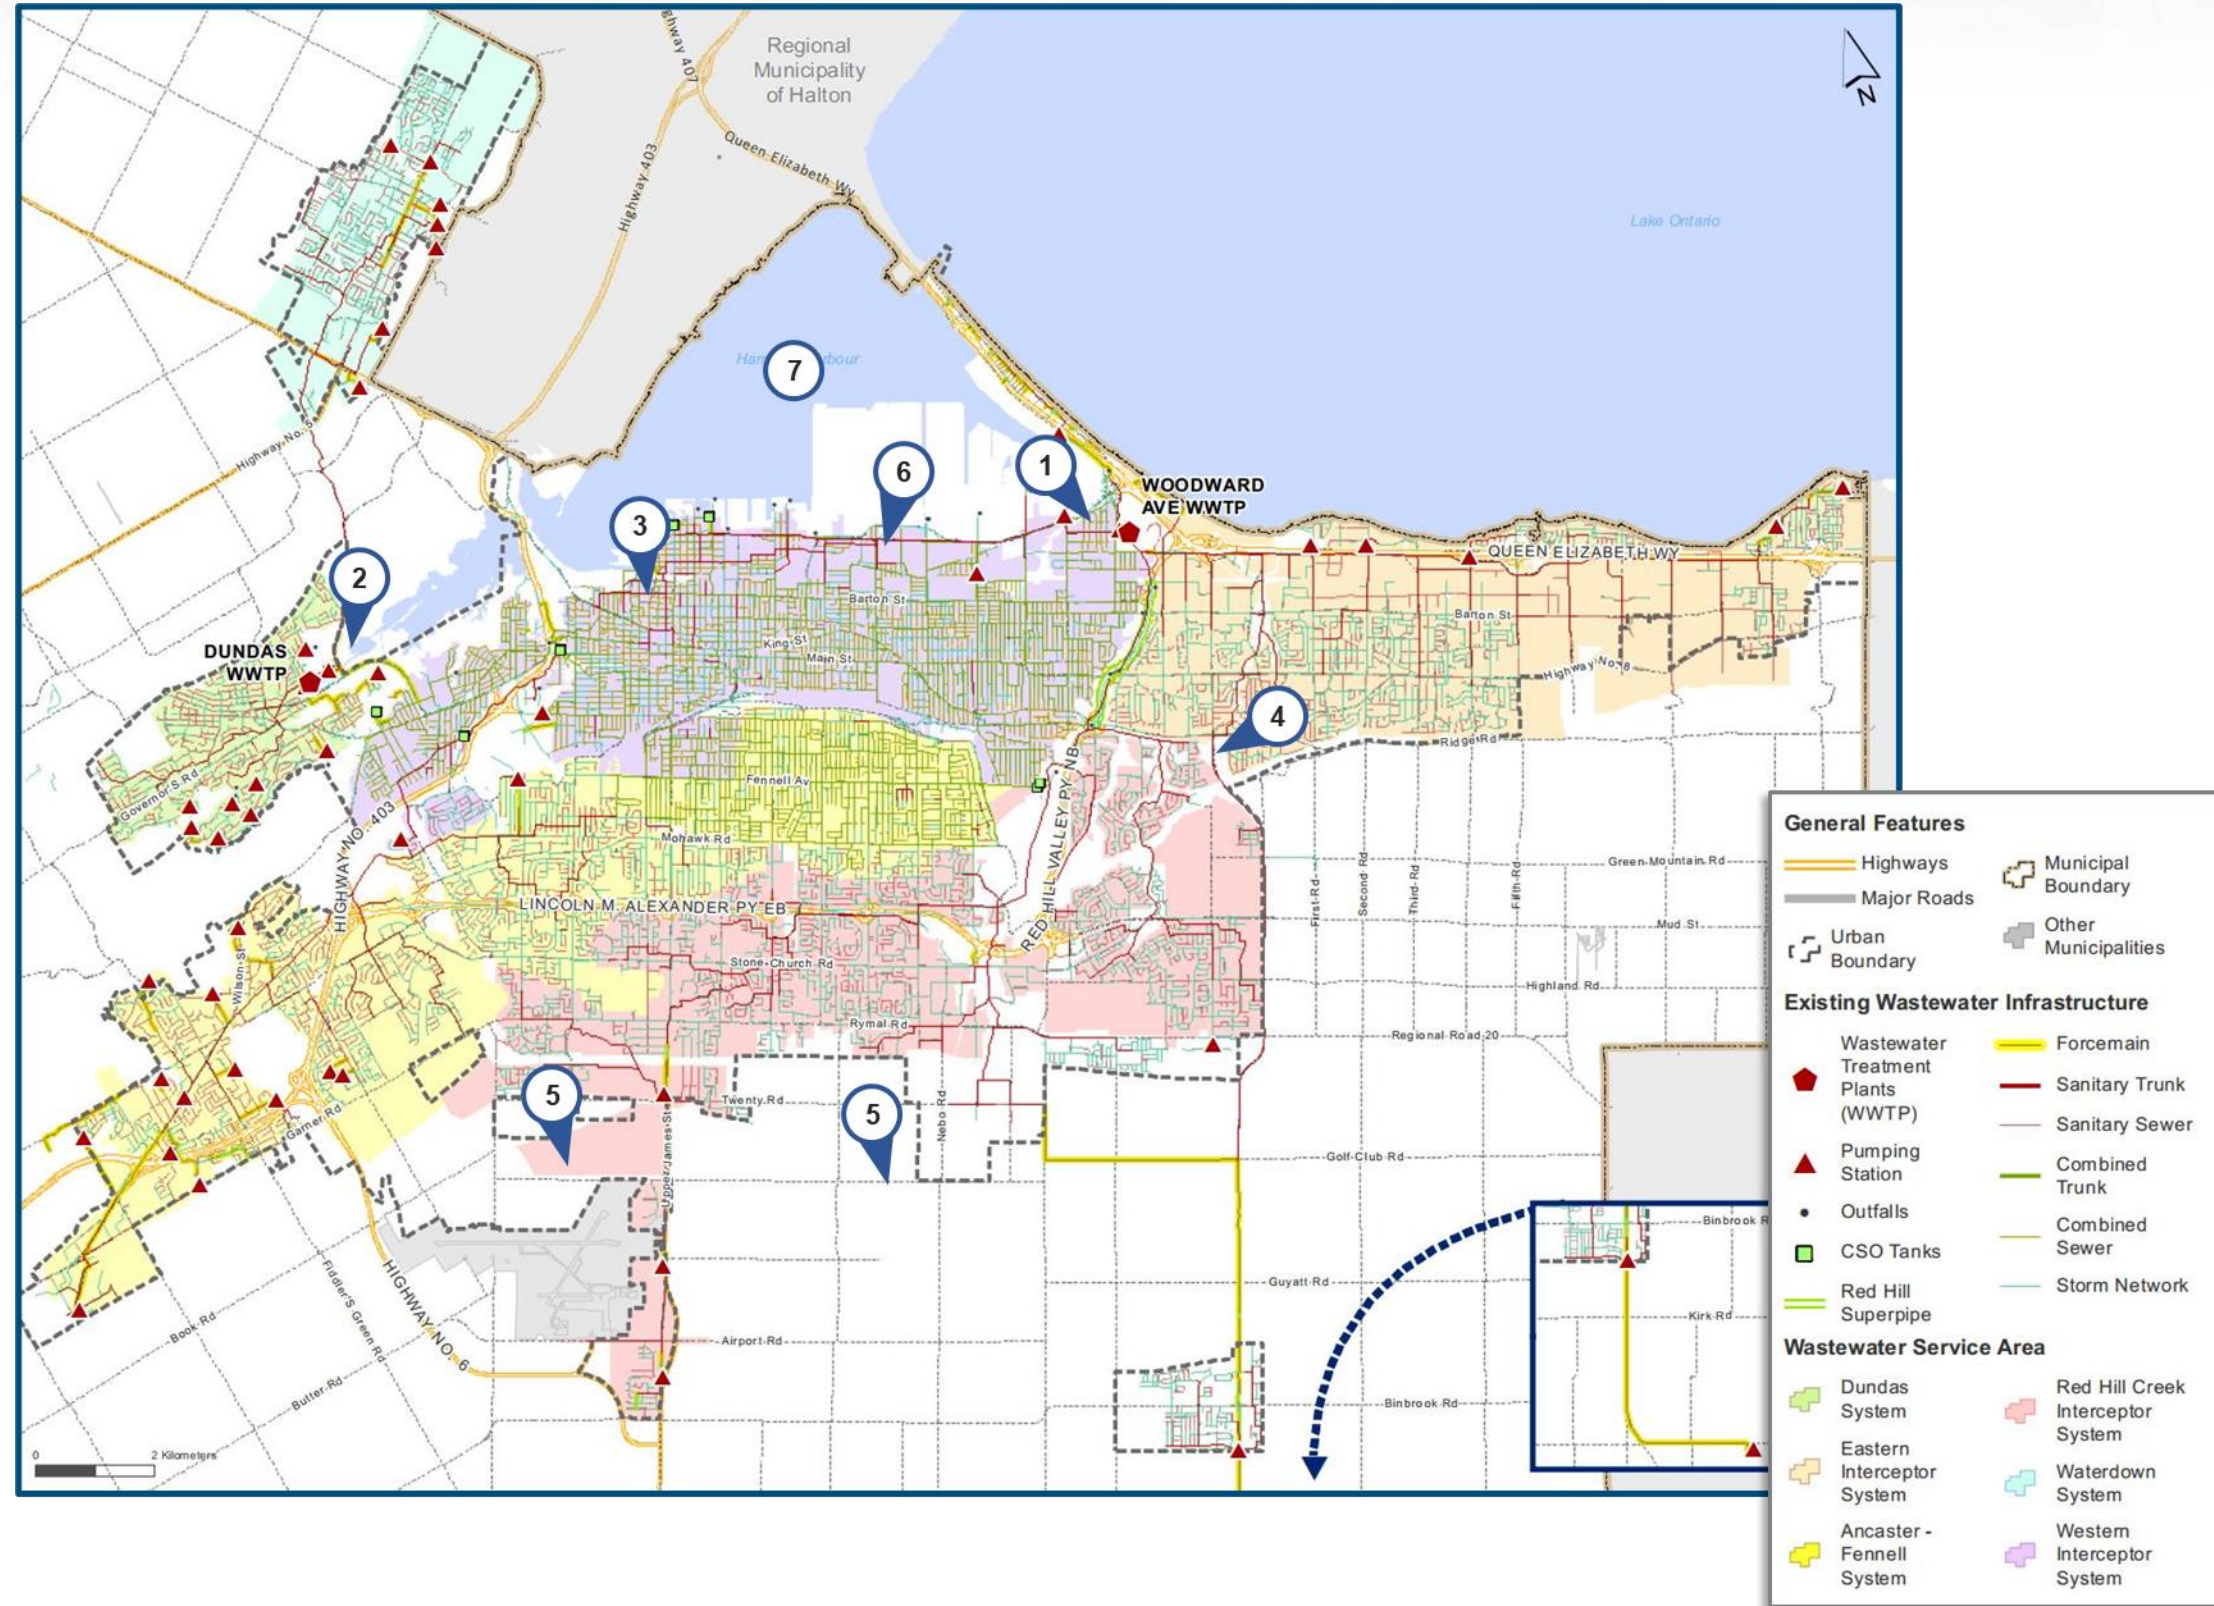 Regional
Municipality
of Halton
Highway 403
Queen Elizabeth Wy
N
Lake Ontario
7
Highway No. 5
6
1
WOODWARD
AVE WWTP
3
QUEEN ELIZABETH WY
2
Barton St
Barton St
King St
Main St
DUNDAS
WWTP
Highway No. 8
4
Ridge Rd
Governor'S Rd
Fennell Av
Mohawk Rd
HIGHWAY NO. 403
RED HILL VALLEY PY NB
Green Mountain Rd
First Rd
Second Rd
Third Rd
Fifth Rd
LINCOLN M. ALEXANDER PY EB
Mud St
Wilson St
Stone Church Rd
Highland Rd
Rymal Rd
Regional Road 20
5
5
Twenty Rd
Nebo Rd
Garner Rd
Upper James St
Golf Club Rd
Binbrook R
Guyatt Rd
Kirk Rd
Book Rd
Fiddler'S Green Rd
HIGHWAY NO. 6
Airport Rd
Butter Rd
Binbrook Rd
0
2 Kilometers
General Features
Highways
Major Roads
Urban
Boundary
Municipal
Boundary
Other
Municipalities
Existing Wastewater Infrastructure
Wastewater
Treatment
Plants
(WWTP)
Pumping
Station
Outfalls
CSO Tanks
Red Hill
Superpipe
Forcemain
Sanitary Trunk
Sanitary Sewer
Combined
Trunk
Combined
Sewer
Storm Network
Wastewater Service Area
Dundas
System
Eastern
Interceptor
System
Ancaster -
Fennell
System
Red Hill Creek
Interceptor
System
Waterdown
System
Western
Interceptor
System